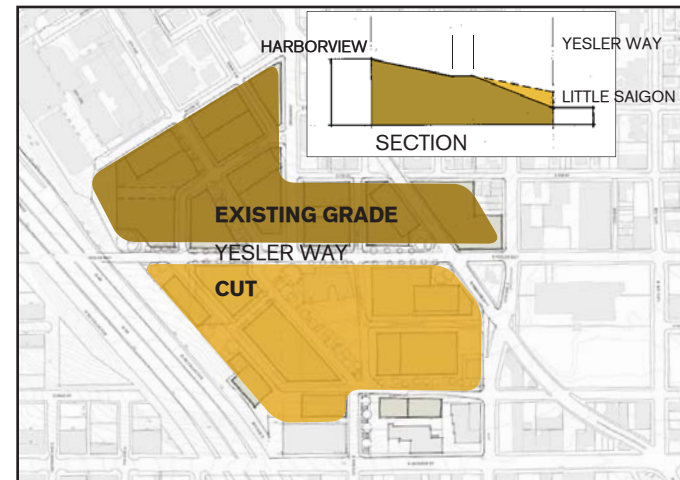 HARBORVIEW
YESLER WAY
LITTLE SAIGON
SECTION
EXISTING GRADE
YESLER WAY
CUT